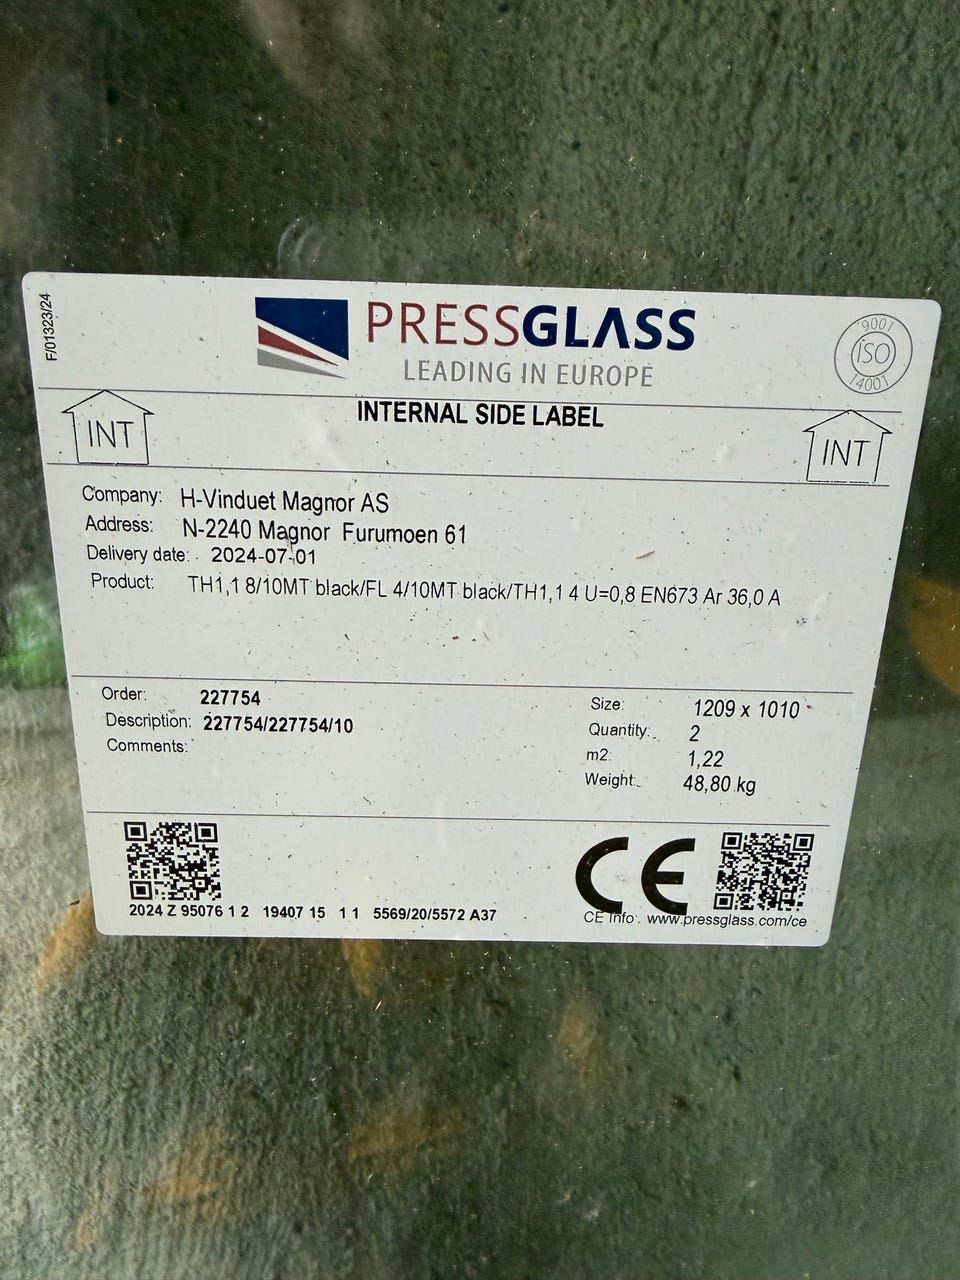 F/01323/24
PRESSGLASS
LEADING IN EUROPE
9001
ISO
14001
INTERNAL SIDE LABEL
INT
INT
Company: H-Vinduet Magnor AS
Address: N-2240 Magnor Furumoen 61
Delivery date: 2024-07-01
Product: TH1,1 8/10MT black/FL 4/10MT black/TH1,1 4 U=0,8 EN673 Ar 36,0 A
Order: 227754
Description: 227754/227754/10
Comments:
Size: 1209 x 1010
Quantity: 2
m2: 1,22
Weight: 48,80 kg
CE
2024 Z 95076 1 2 19407 15 1 1 5569/20/5572 A37
CE Info: www.pressglass.com/ce